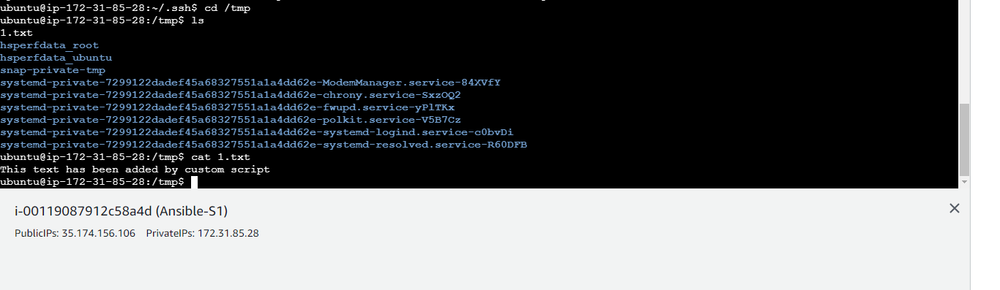 ubuntu@ip-172-31-85-28:~/.ssh$ cd /tmp
ubuntu@ip-172-31-85-28:/tmp$ ls
1.txt
hsperfdata_root
hsperfdata_ubuntu
snap-private-tmp
systemd-private-7299122dadef45a68327551a1a4dd62e-ModemManager.service-84XVfY
systemd-private-7299122dadef45a68327551a1a4dd62e-chrony.service-SxzOQ2
systemd-private-7299122dadef45a68327551a1a4dd62e-fwupd.service-yPlTKx
systemd-private-7299122dadef45a68327551a1a4dd62e-polkit.service-V5B7Cz
systemd-private-7299122dadef45a68327551a1a4dd62e-systemd-logind.service-c0bvDi
systemd-private-7299122dadef45a68327551a1a4dd62e-systemd-resolved.service-R60DFB
ubuntu@ip-172-31-85-28:/tmp$ cat 1.txt
This text has been added by custom script
ubuntu@ip-172-31-85-28:/tmp$
i-00119087912c58a4d (Ansible-S1)
PublicIPs: 35.174.156.106 PrivateIPs: 172.31.85.28